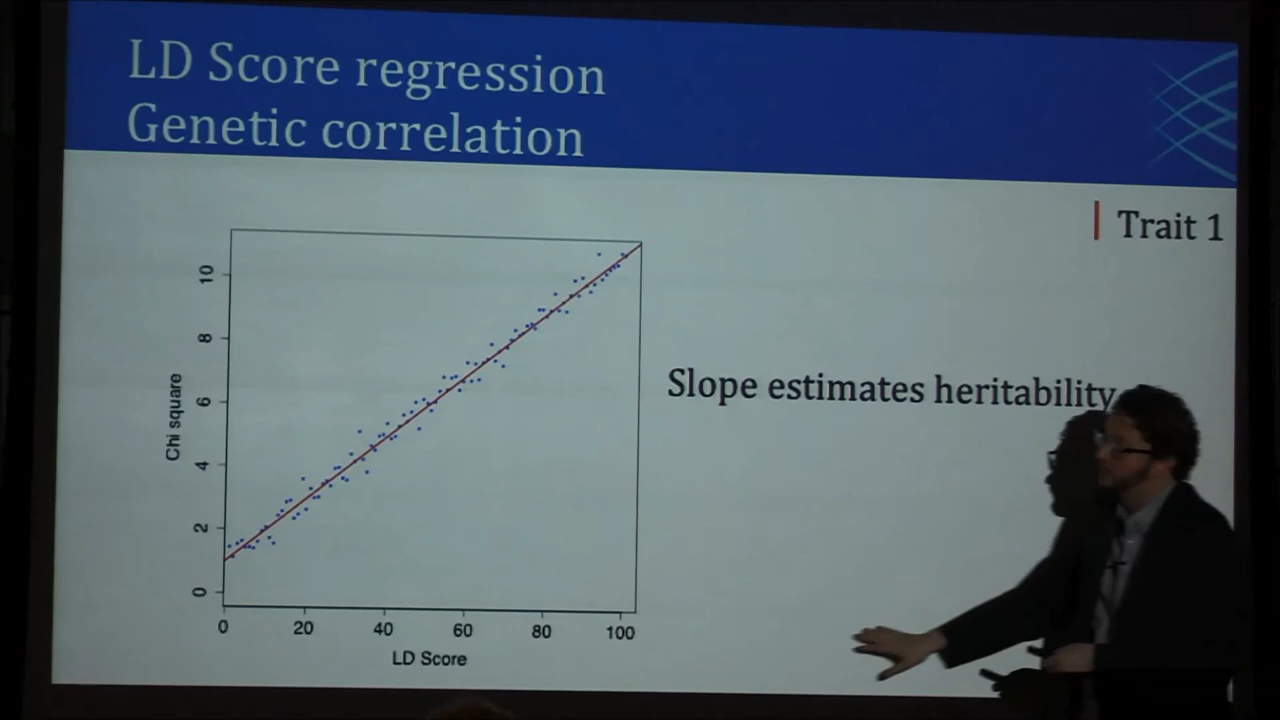 LD Score regression
Genetic correlation
Trait 1
Slope estimates heritability
10
8
6
4
2
0
Chi square
0 20 40 60 80 100
LD Score